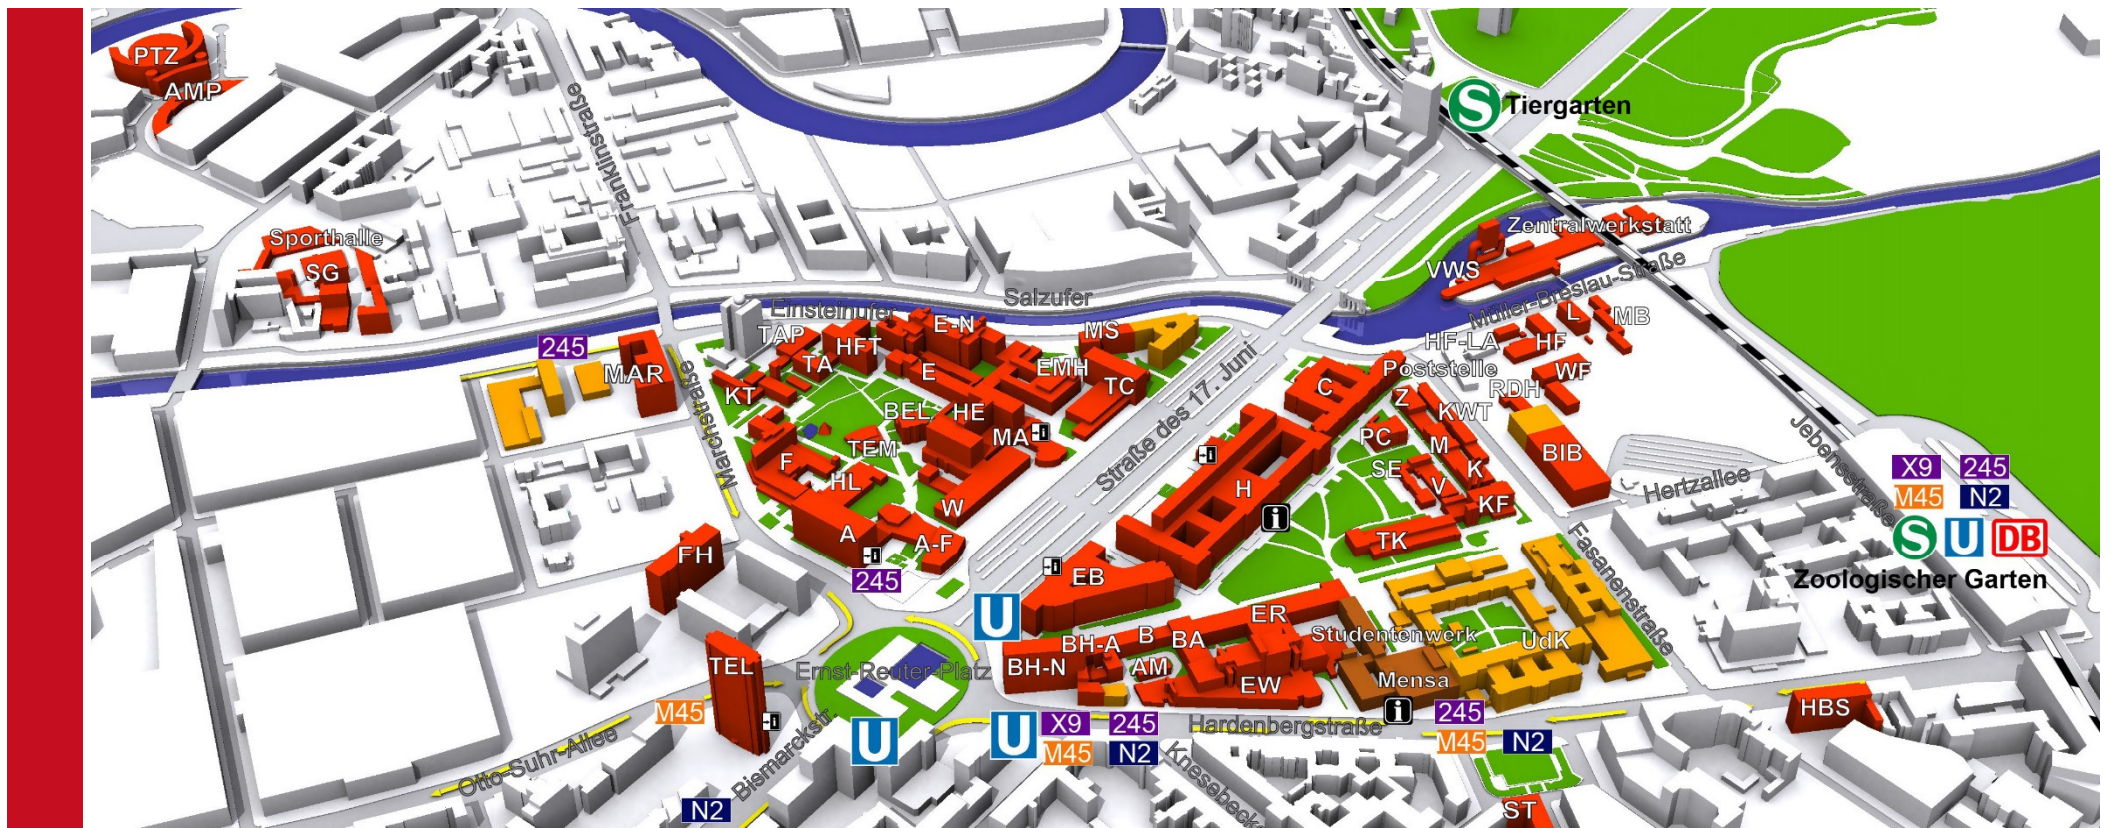 PTZ
AMP
Franklinstraße
S Tiergarten
Sporthalle
SG
Zentralwerkstatt
VWS
Müller-Breslau-Straße
Salzufer
Einsteinufer
TAP
E-N
MS
L
MB
HF-LA
HF
245
MAR
Marchstraße
KT
TA
HFT
E
EMH
TC
Straße des 17. Juni
C
Poststelle
RDH
WF
Z
KWT
BEL
HE
MA
TEM
PC
M
BIB
SE
K
V
KF
F
HL
W
H
Hertzallee
Jebensstraße
X9 245
M45 N2
S U DB
Zoologischer Garten
A
A-F
245
TK
FH
EB
U
Fasanenstraße
ER
B
BA
BH-A
BH-N
AM
EW
Studentenwerk
Mensa
UdK
TEL
Ernst-Reuter-Platz
M45
U
U
X9 245
M45 N2
Hardenbergstraße
245
M45 N2
HBS
Otto-Suhr-Allee
Bismarckstr.
N2
Knesebeck
ST